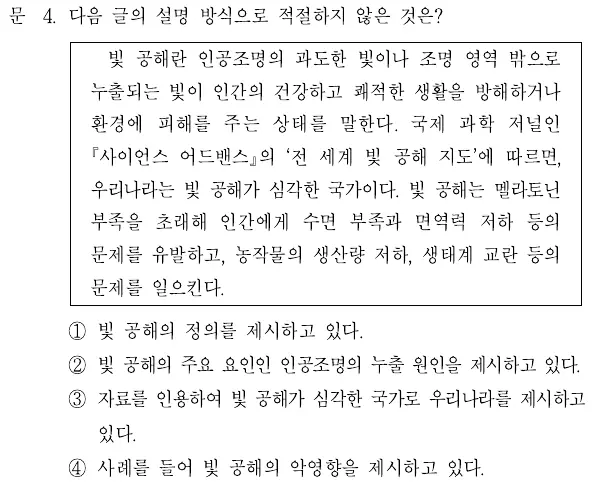 문 4. 다음 글의 설명 방식으로 적절하지 않은 것은?
빛 공해란 인공조명의 과도한 빛이나 조명 영역 밖으로
누출되는 빛이 인간의 건강하고 쾌적한 생활을 방해하거나
환경에 피해를 주는 상태를 말한다. 국제 과학 저널인
『사이언스 어드밴스』의 ‘전 세계 빛 공해 지도’에 따르면,
우리나라는 빛 공해가 심각한 국가이다. 빛 공해는 멜라토닌
부족을 초래해 인간에게 수면 부족과 면역력 저하 등의
문제를 유발하고, 농작물의 생산량 저하, 생태계 교란 등의
문제를 일으킨다.
① 빛 공해의 정의를 제시하고 있다.
② 빛 공해의 주요 요인인 인공조명의 누출 원인을 제시하고 있다.
③ 자료를 인용하여 빛 공해가 심각한 국가로 우리나라를 제시하고
있다.
④ 사례를 들어 빛 공해의 악영향을 제시하고 있다.